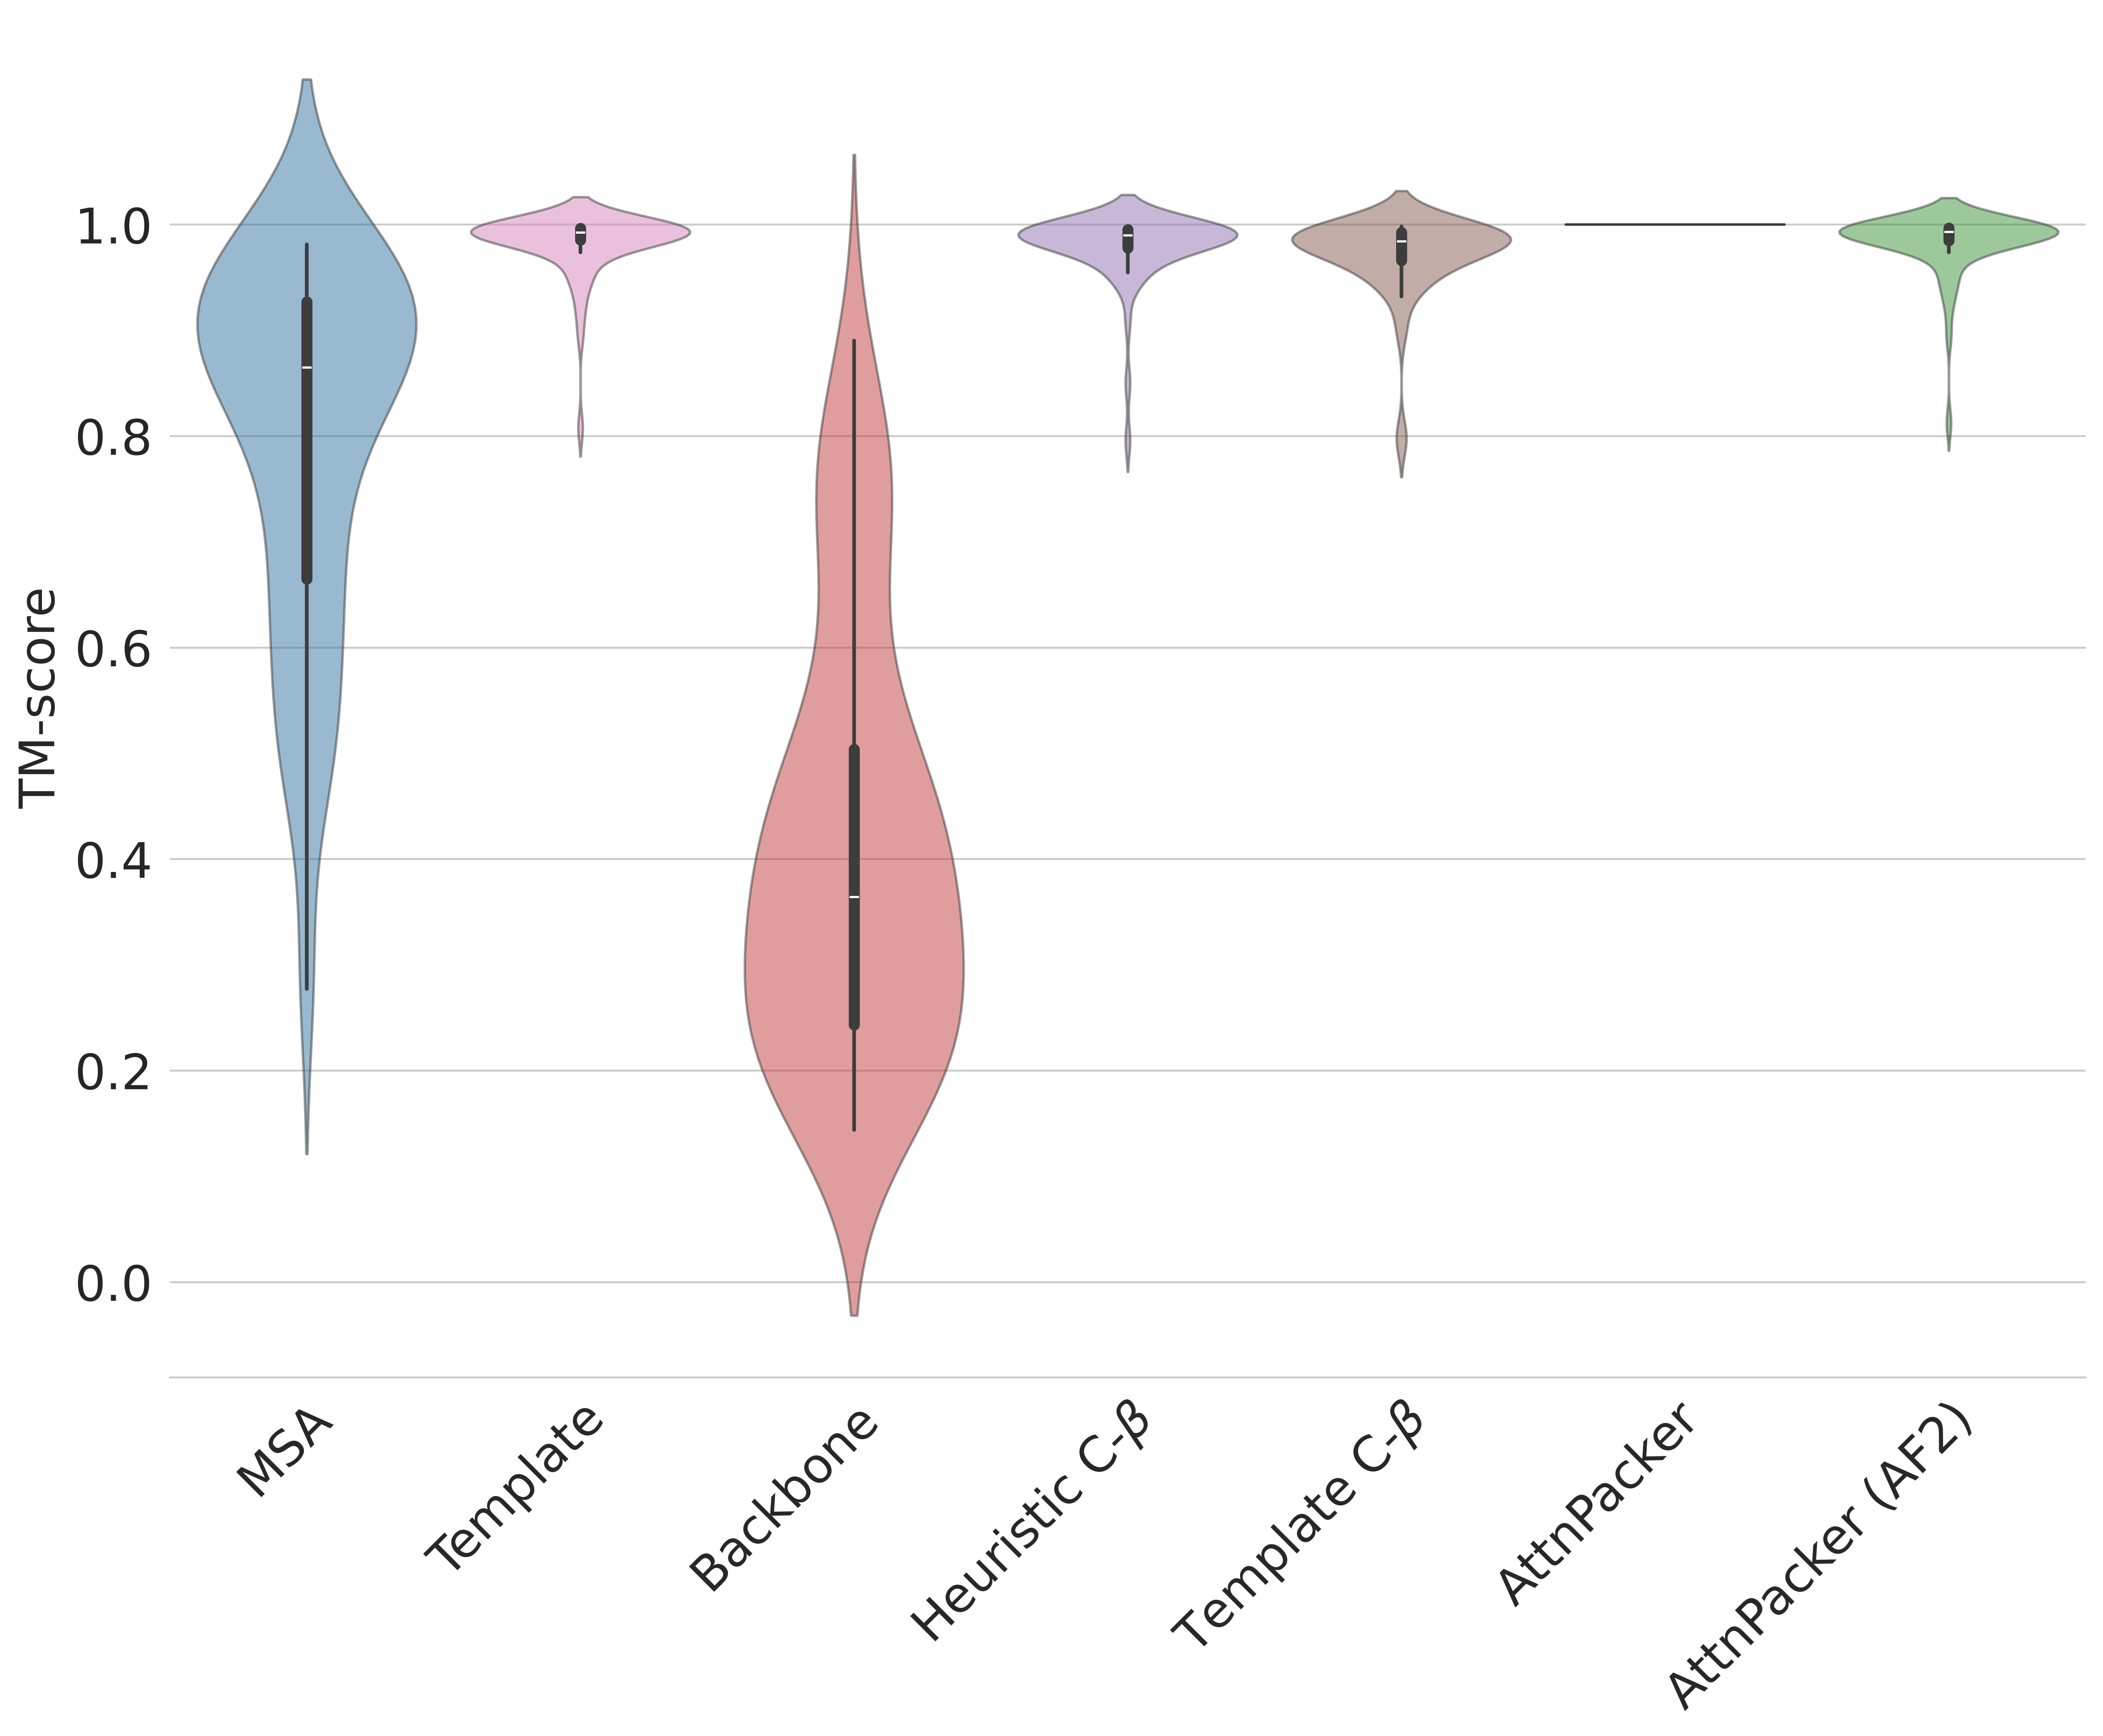 TM-score
1.0
0.8
0.6
0.4
0.2
0.0
MSA
Template
Backbone
Heuristic C-β
Template C-β
AttnPacker
AttnPacker (AF2)